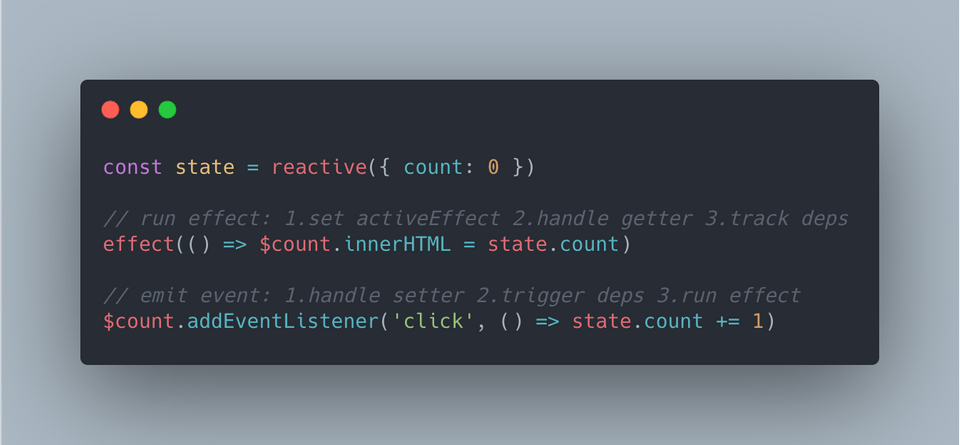 const state = reactive({ count: 0 })
// run effect: 1.set activeEffect 2.handle getter 3.track deps
effect(() => $count.innerHTML = state.count)
// emit event: 1.handle setter 2.trigger deps 3.run effect
$count.addEventListener('click', () => state.count += 1)